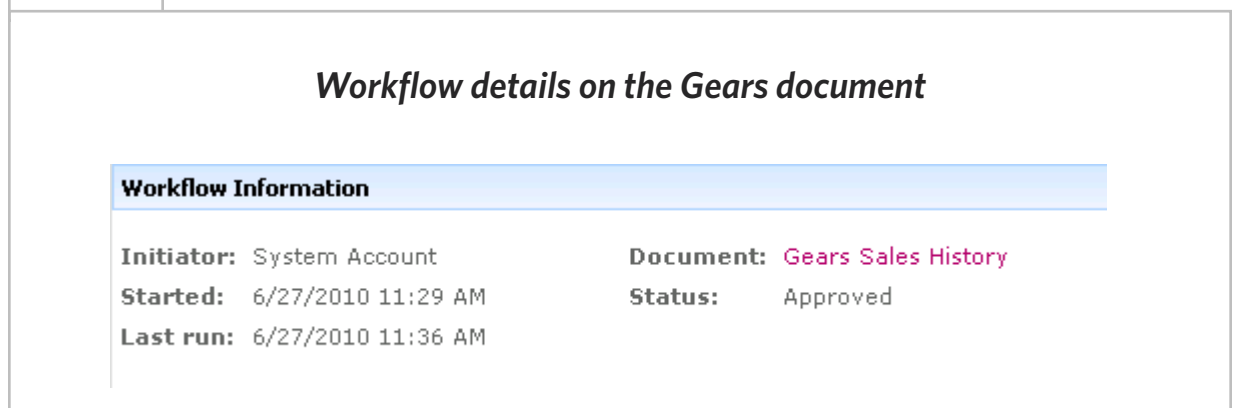 Workflow details on the Gears document
Workflow Information
Initiator: System Account Document: Gears Sales History
Started: 6/27/2010 11:29 AM Status: Approved
Last run: 6/27/2010 11:36 AM